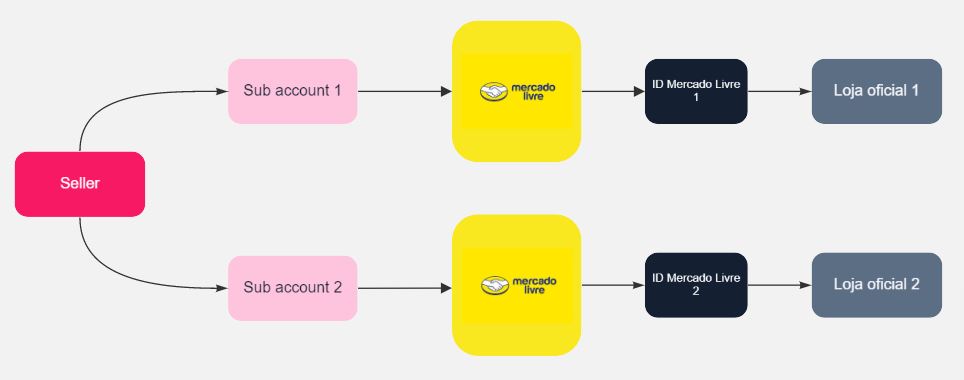 Sub account 1
mercado
livre
ID Mercado Livre
1
Loja oficial 1
Seller
Sub account 2
mercado
livre
ID Mercado Livre
2
Loja oficial 2